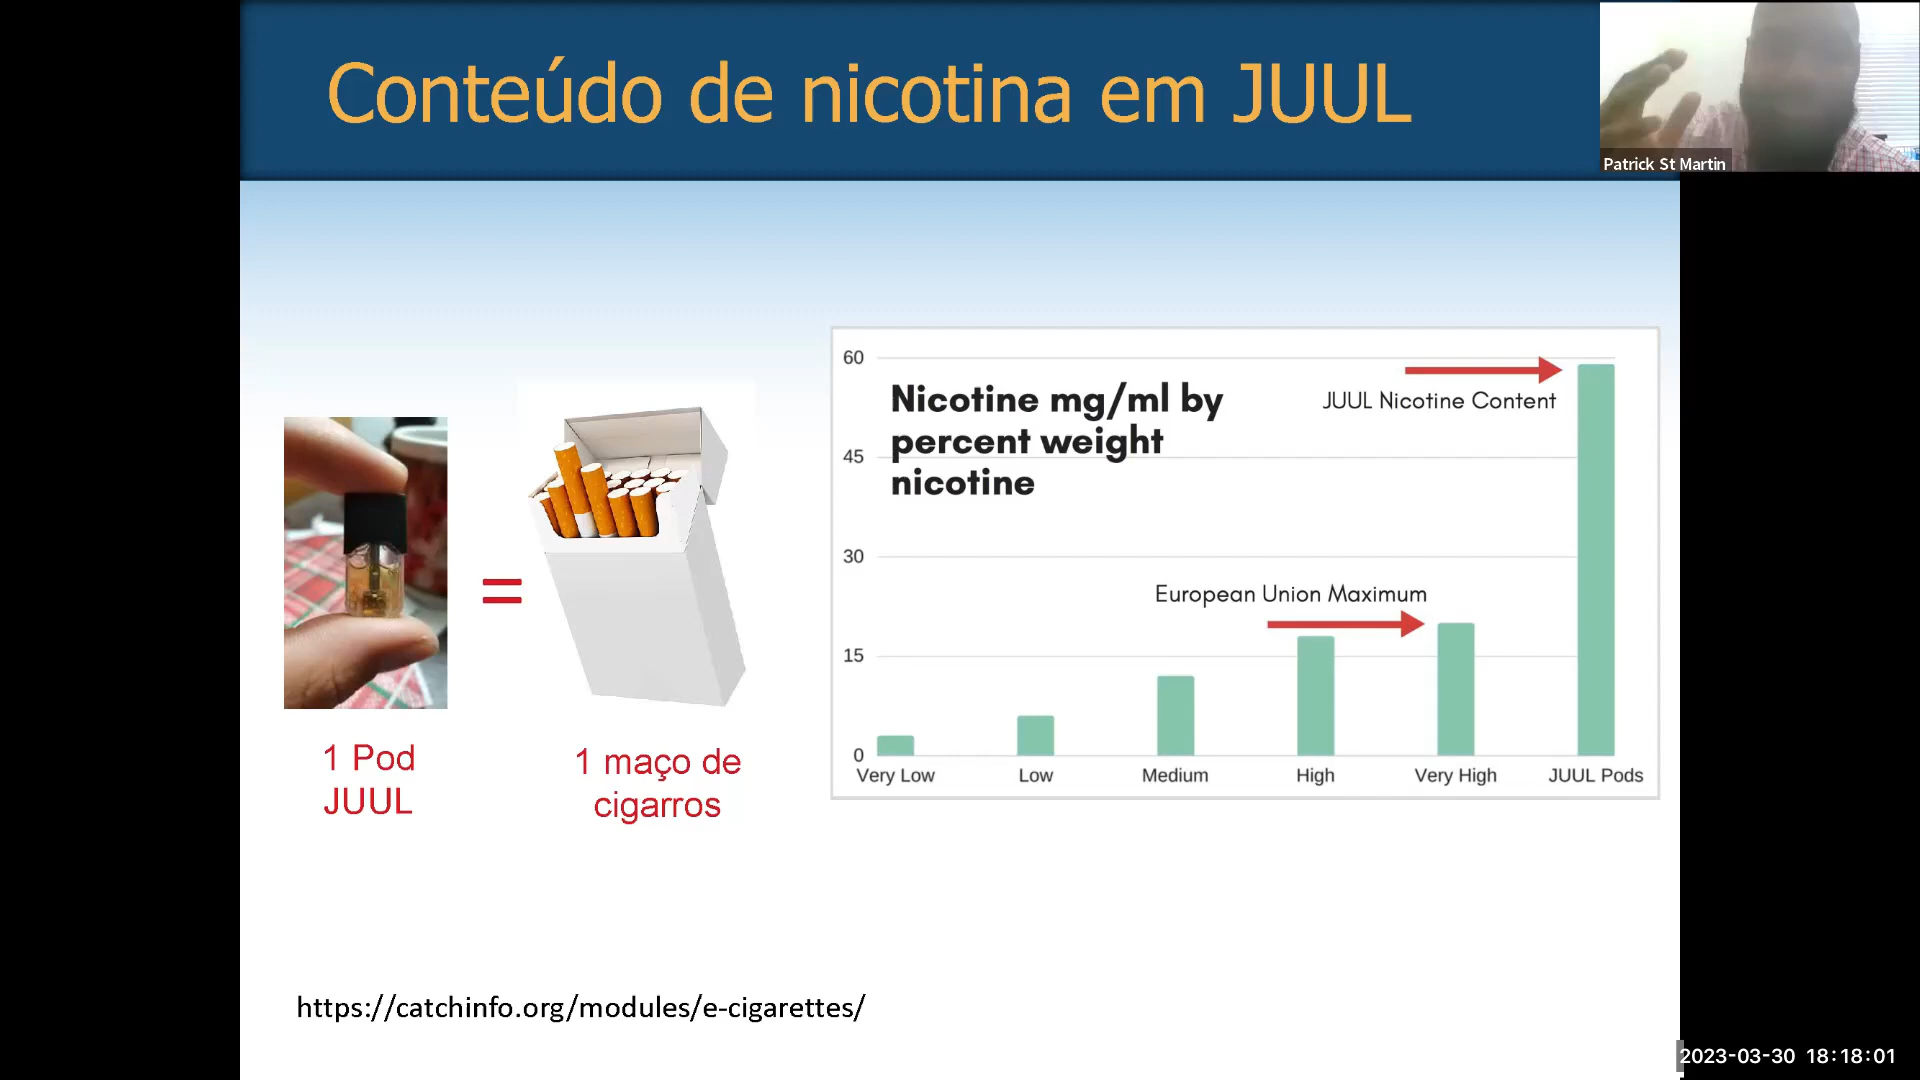 Conteúdo de nicotina em JUUL
Patrick St Martin
=
1 Pod
JUUL
1 maço de
cigarros
Nicotine mg/ml by
percent weight
nicotine
JUUL Nicotine Content
European Union Maximum
60
45
30
15
0
Very Low
Low
Medium
High
Very High
JUUL Pods
https://catchinfo.org/modules/e-cigarettes/
2023-03-30 18:18:01